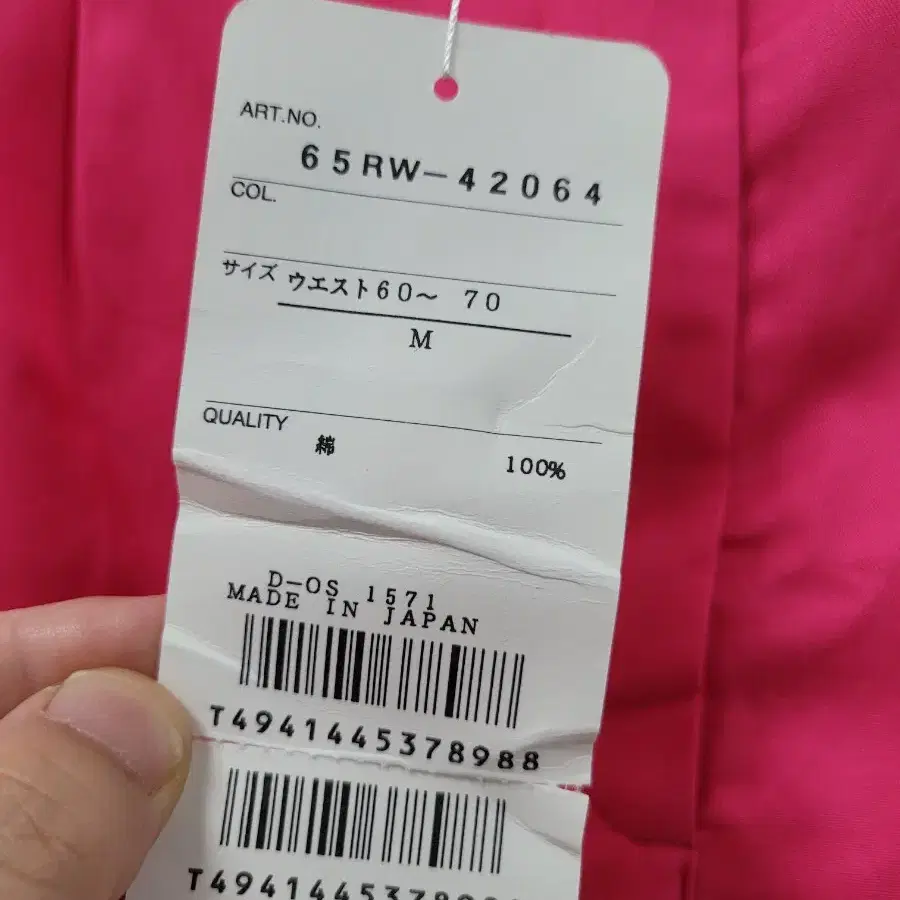 ART.NO.
65RW-42064
COL.
サイズ ウエスト60〜 70
M
QUALITY
綿 100%
D-OS 1571
MADE IN JAPAN
T4941445378988